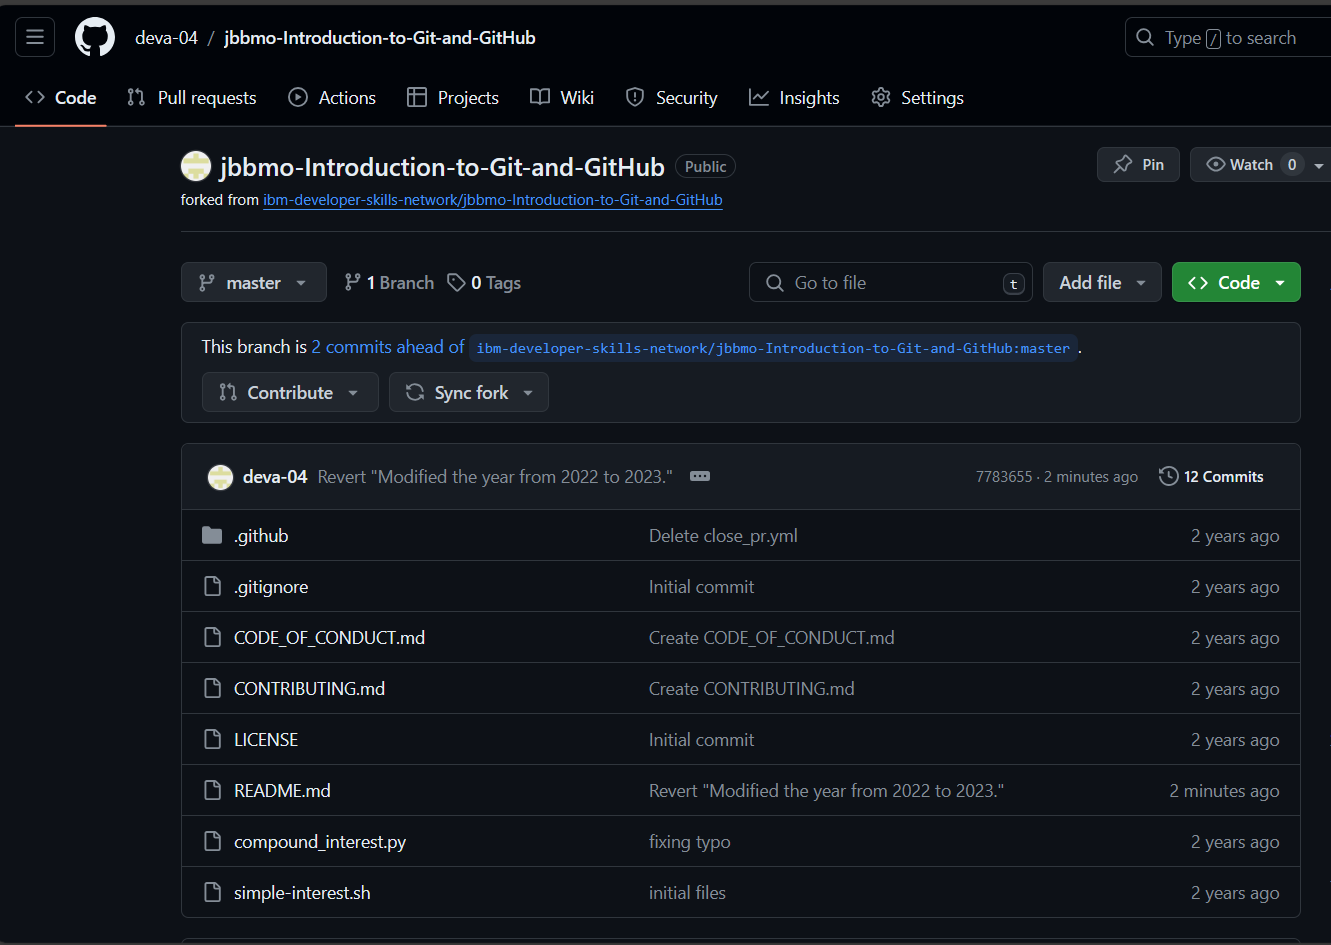 deva-04 / jbbmo-Introduction-to-Git-and-GitHub
Type / to search
Code Pull requests Actions Projects Wiki Security Insights Settings
jbbmo-Introduction-to-Git-and-GitHub Public
Pin Watch 0
forked from ibm-developer-skills-network/jbbmo-Introduction-to-Git-and-GitHub
master 1 Branch 0 Tags Go to file t Add file Code
This branch is 2 commits ahead of ibm-developer-skills-network/jbbmo-Introduction-to-Git-and-GitHub:master .
Contribute Sync fork
deva-04 Revert "Modified the year from 2022 to 2023." 7783655 · 2 minutes ago 12 Commits
.github Delete close_pr.yml 2 years ago
.gitignore Initial commit 2 years ago
CODE_OF_CONDUCT.md Create CODE_OF_CONDUCT.md 2 years ago
CONTRIBUTING.md Create CONTRIBUTING.md 2 years ago
LICENSE Initial commit 2 years ago
README.md Revert "Modified the year from 2022 to 2023." 2 minutes ago
compound_interest.py fixing typo 2 years ago
simple-interest.sh initial files 2 years ago